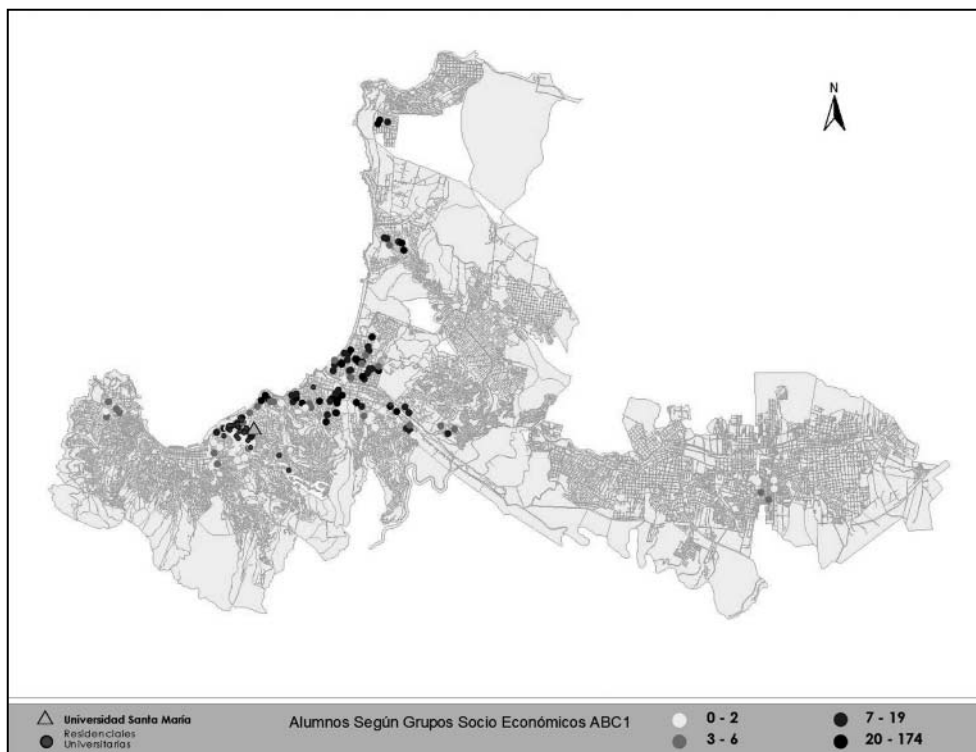 N
Universidad Santa María
Residenciales
Universitarias
Alumnos Según Grupos Socio Económicos ABC1
0 - 2
3 - 6
7 - 19
20 - 174